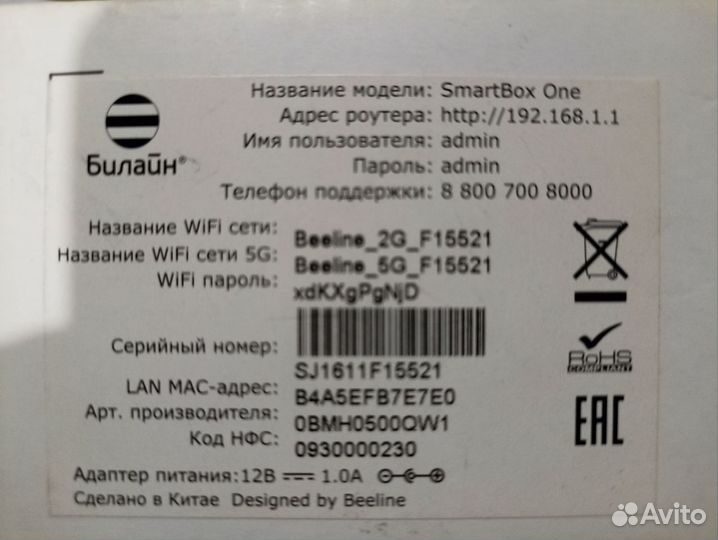 Билайн®
Название модели: SmartBox One
Адрес роутера: http://192.168.1.1
Имя пользователя: admin
Пароль: admin
Телефон поддержки: 8 800 700 8000
Название WiFi сети: Beeline_2G_F15521
Название WiFi сети 5G: Beeline_5G_F15521
WiFi пароль: xdKXgPgNjD
Серийный номер: SJ1611F15521
LAN MAC-адрес: B4A5EFB7E7E0
Арт. производителя: 0BMH0500QW1
Код НФС: 0930000230
Адаптер питания:12В 1.0А
Сделано в Китае Designed by Beeline
RoHS
COMPLIANT
EAC
Avito